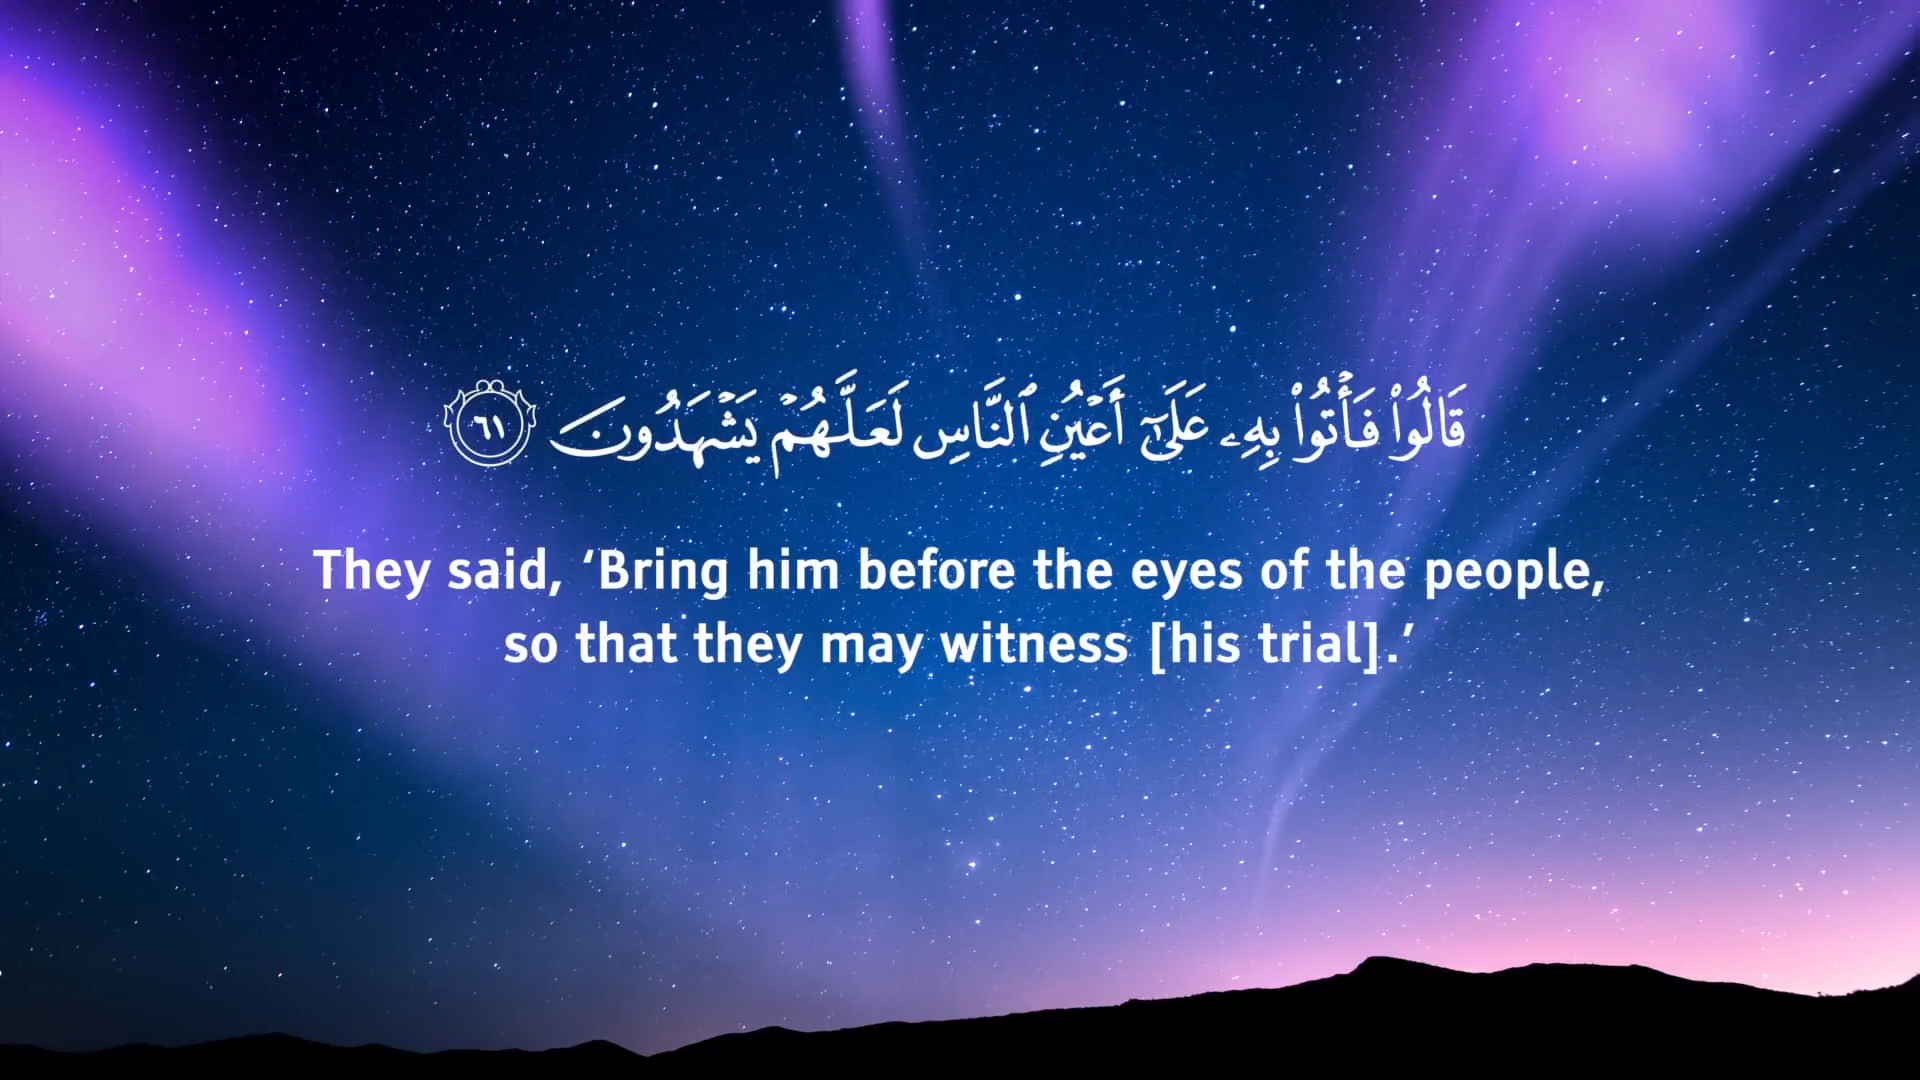 قَالُوا۟ فَأْتُوا۟ بِهِۦ عَلَىٰٓ أَعْيُنِ ٱلنَّاسِ لَعَلَّهُمْ يَشْهَدُونَ ٦١
They said, ‘Bring him before the eyes of the people,
so that they may witness [his trial].’